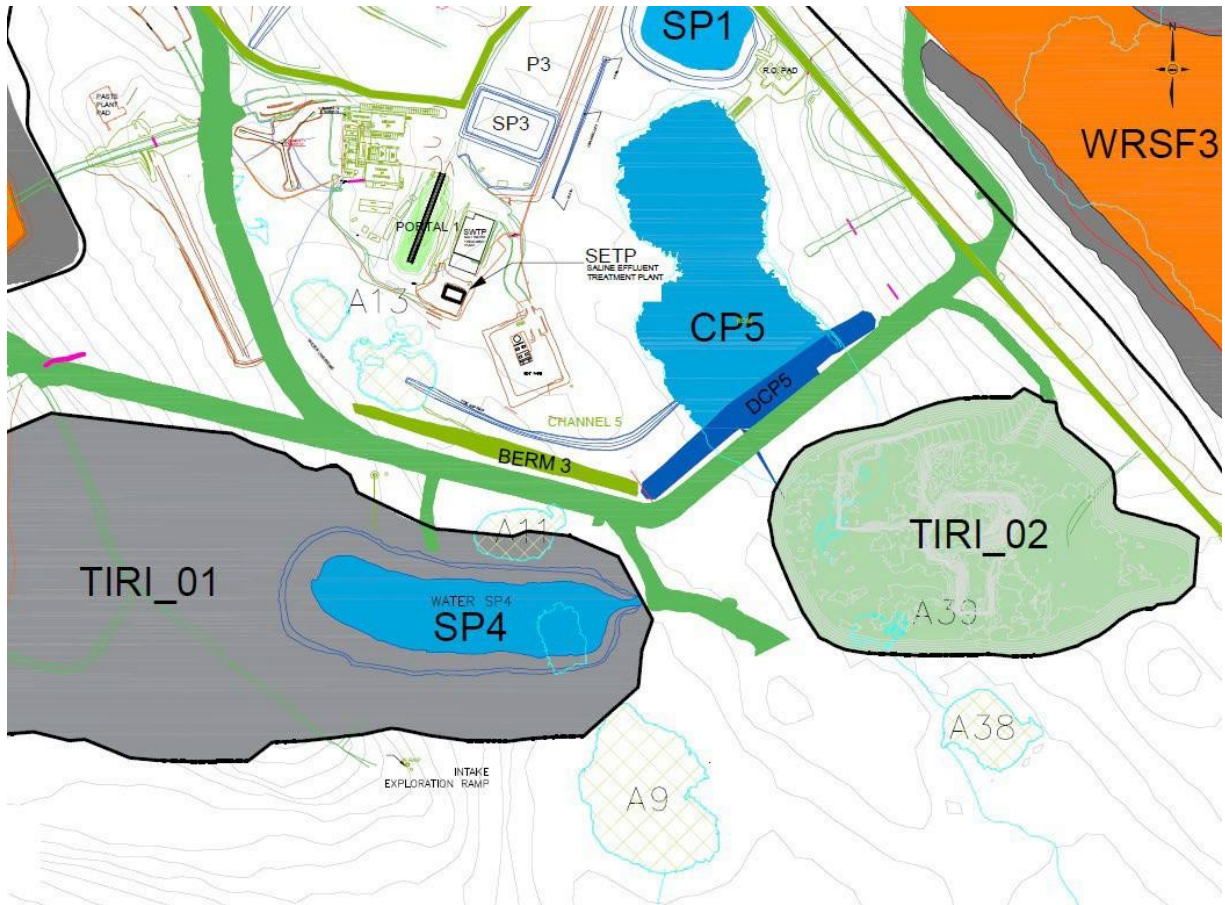 SP1
N
P3
R.O. PAD
PASTE
PLANT
PAD
SP3
WRSF3
PORTAL 1
SWTP
SETP
SALINE EFFLUENT
TREATMENT PLANT
A13
CP5
DCP5
CHANNEL 5
BERM 3
A11
TIRI_02
TIRI_01
WATER SP4
SP4
A39
A38
INTAKE
EXPLORATION RAMP
A9